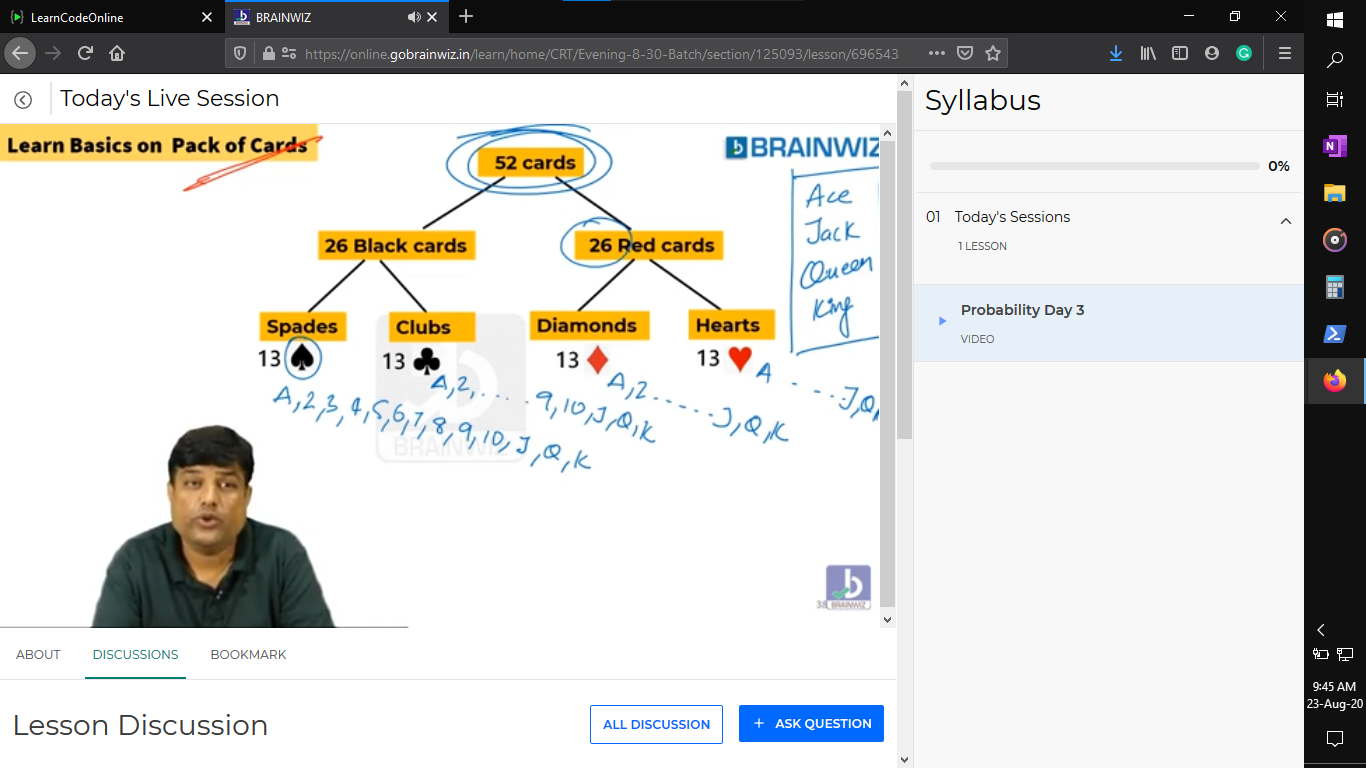 LearnCodeOnline
BRAINWIZ
https://online.gobrainwiz.in/learn/home/CRT/Evening-8-30-Batch/section/125093/lesson/696543
Today's Live Session
Learn Basics on Pack of Cards
BRAINWIZ
52 cards
Ace
Jack
Queen
King
26 Black cards
26 Red cards
Spades
Clubs
Diamonds
Hearts
13
13
13
13
A,2,3,4,5,6,7,8,9,10,J,Q,K
A,2,.....9,10,J,Q,K
A,2.....J,Q,K
A....J,Q,
BRAINWIZ
38
BRAINWIZ
ABOUT
DISCUSSIONS
BOOKMARK
Lesson Discussion
ALL DISCUSSION
+ ASK QUESTION
Syllabus
0%
01 Today's Sessions
1 LESSON
Probability Day 3
VIDEO
9:45 AM
23-Aug-20